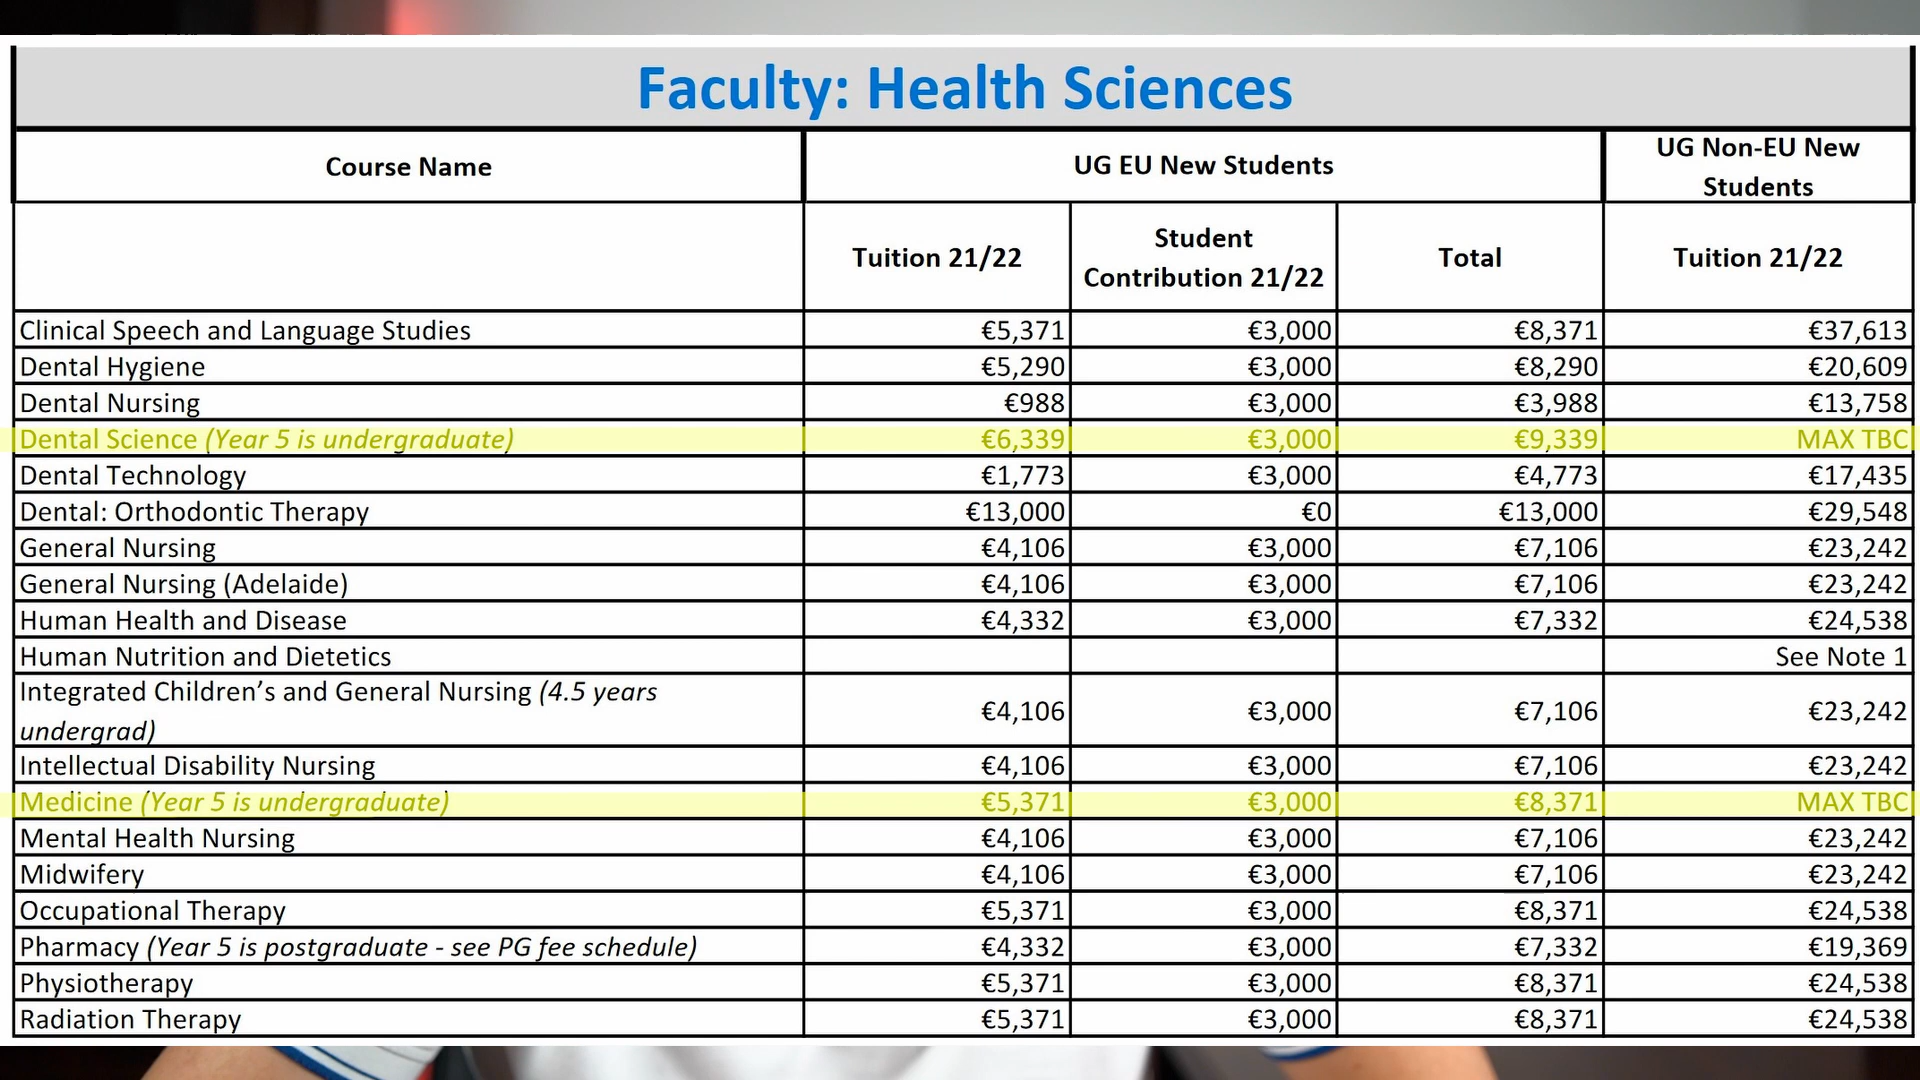 Faculty: Health Sciences
Course Name UG EU New Students UG Non-EU New Students
Tuition 21/22 Student Contribution 21/22 Total Tuition 21/22
Clinical Speech and Language Studies €5,371 €3,000 €8,371 €37,613
Dental Hygiene €5,290 €3,000 €8,290 €20,609
Dental Nursing €988 €3,000 €3,988 €13,758
Dental Science (Year 5 is undergraduate) €6,339 €3,000 €9,339 MAX TBC
Dental Technology €1,773 €3,000 €4,773 €17,435
Dental: Orthodontic Therapy €13,000 €0 €13,000 €29,548
General Nursing €4,106 €3,000 €7,106 €23,242
General Nursing (Adelaide) €4,106 €3,000 €7,106 €23,242
Human Health and Disease €4,332 €3,000 €7,332 €24,538
Human Nutrition and Dietetics See Note 1
Integrated Children’s and General Nursing (4.5 years
undergrad) €4,106 €3,000 €7,106 €23,242
Intellectual Disability Nursing €4,106 €3,000 €7,106 €23,242
Medicine (Year 5 is undergraduate) €5,371 €3,000 €8,371 MAX TBC
Mental Health Nursing €4,106 €3,000 €7,106 €23,242
Midwifery €4,106 €3,000 €7,106 €23,242
Occupational Therapy €5,371 €3,000 €8,371 €24,538
Pharmacy (Year 5 is postgraduate - see PG fee schedule) €4,332 €3,000 €7,332 €19,369
Physiotherapy €5,371 €3,000 €8,371 €24,538
Radiation Therapy €5,371 €3,000 €8,371 €24,538